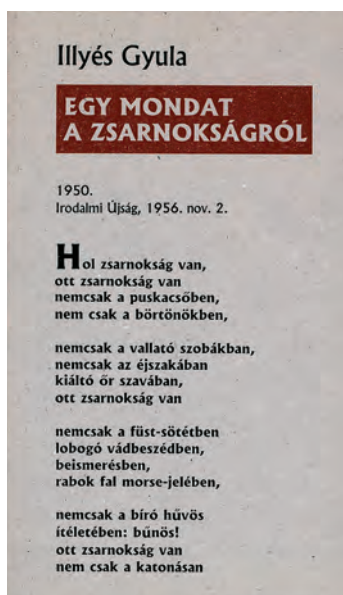 Illyés Gyula
EGY MONDAT
A ZSARNOKSÁGRÓL
1950.
Irodalmi Újság, 1956. nov. 2.
Hol zsarnokság van,
ott zsarnokság van
nemcsak a puskacsőben,
nem csak a börtönökben,
nemcsak a vallató szobákban,
nemcsak az éjszakában
kiáltó őr szavában,
ott zsarnokság van
nemcsak a füst-sötétben
lobogó vádbeszédben,
beismerésben,
rabok fal morse-jelében,
nemcsak a bíró hűvös
ítéletében: bűnös!
ott zsarnokság van
nem csak a katonásan